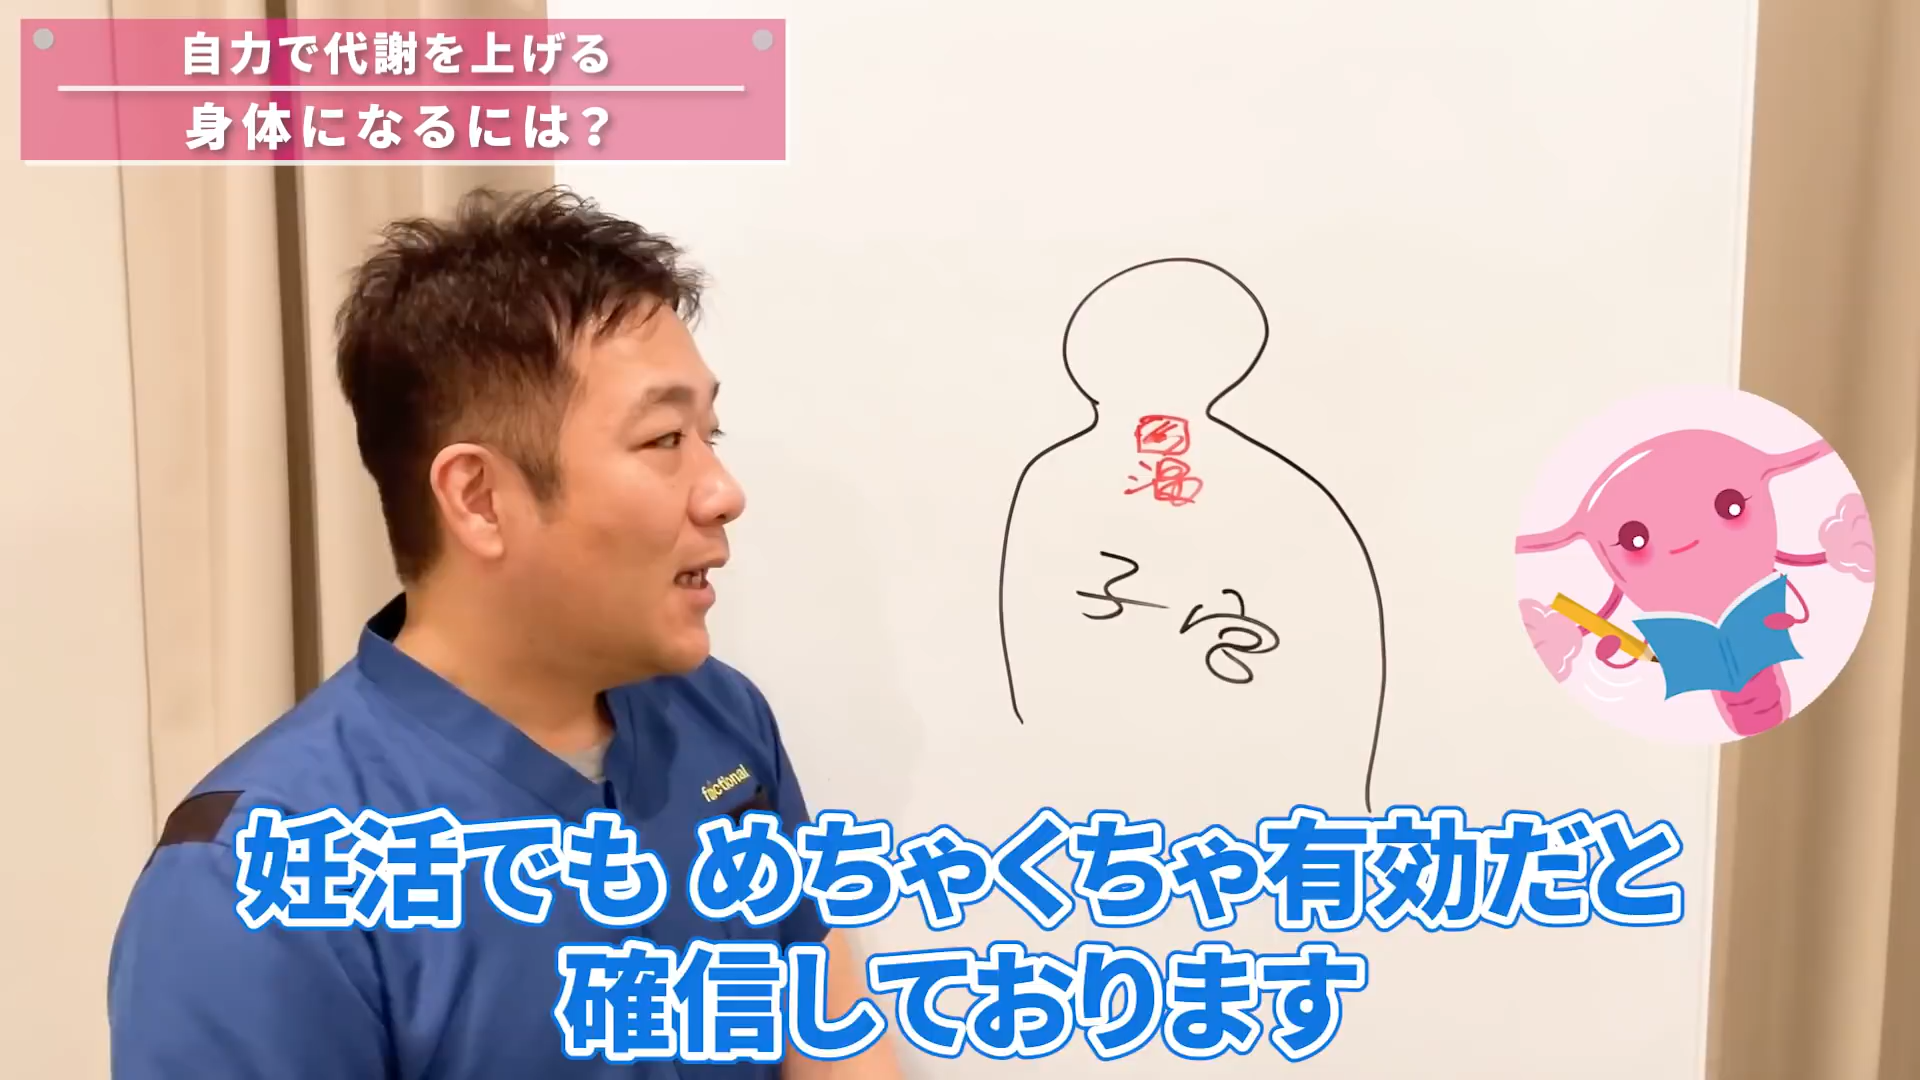 自力で代謝を上げる
身体になるには？
温
子宮
functional
妊活でも めちゃくちゃ有効だと
確信しております